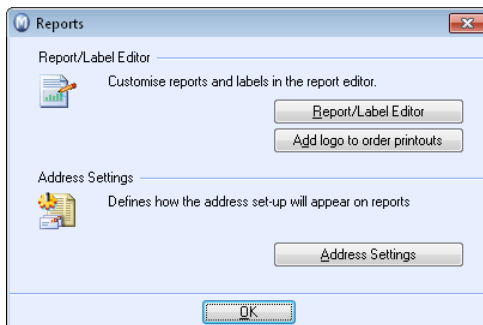 Reports
Report/Label Editor
Customise reports and labels in the report editor.
Report/Label Editor
Add logo to order printouts
Address Settings
Defines how the address set-up will appear on reports
Address Settings
OK